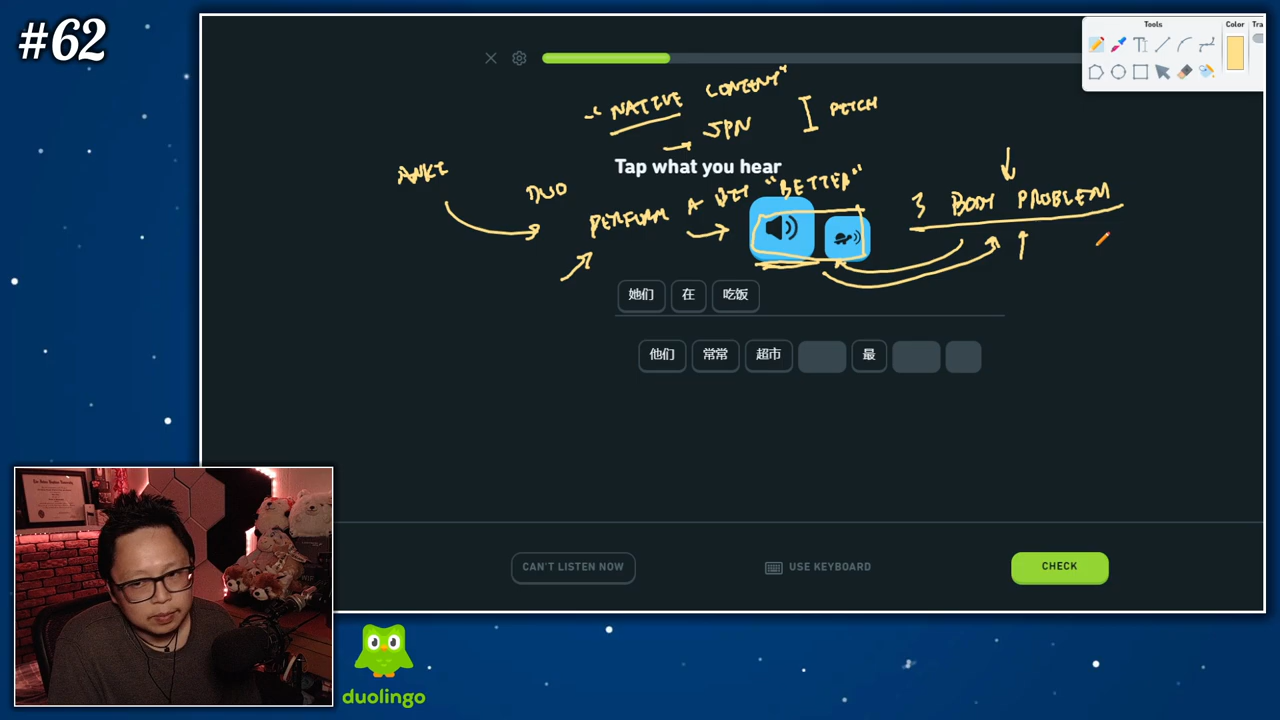 #62
Tools
Color
Tra
"NATIVE CONTENT"
JPN
Tap what you hear
ANKI
DUO
PERFORM A BIT "BETTER"
3 BODY PROBLEM
她们 在 吃饭
他们 常常 超市 最
CAN'T LISTEN NOW
USE KEYBOARD
CHECK
duolingo